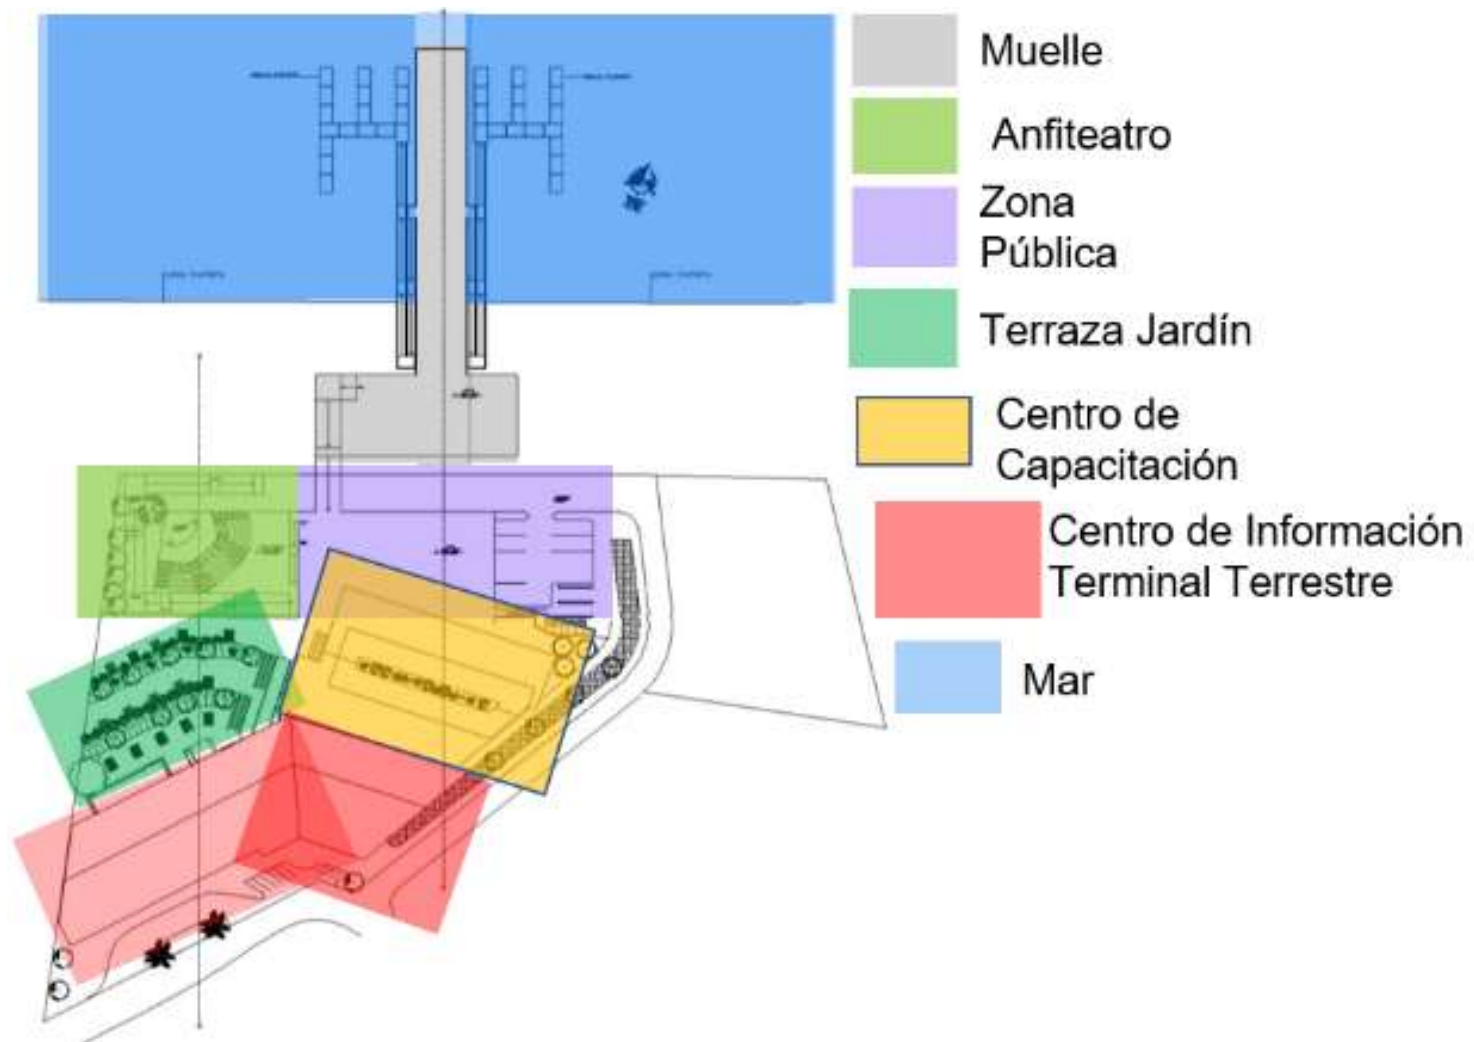 Muelle
Anfiteatro
Zona
Pública
Terraza Jardín
Centro de
Capacitación
Centro de Información
Terminal Terrestre
Mar